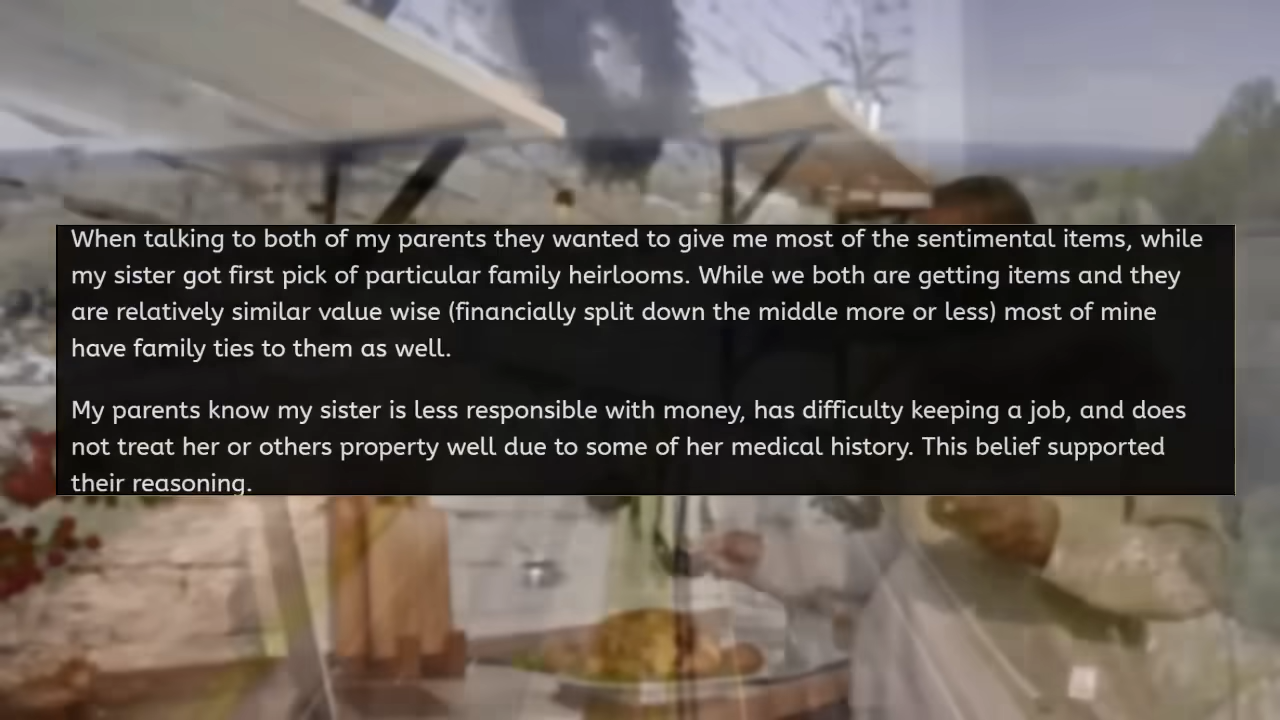 When talking to both of my parents they wanted to give me most of the sentimental items, while
my sister got first pick of particular family heirlooms. While we both are getting items and they
are relatively similar value wise (financially split down the middle more or less) most of mine
have family ties to them as well.
My parents know my sister is less responsible with money, has difficulty keeping a job, and does
not treat her or others property well due to some of her medical history. This belief supported
their reasoning.